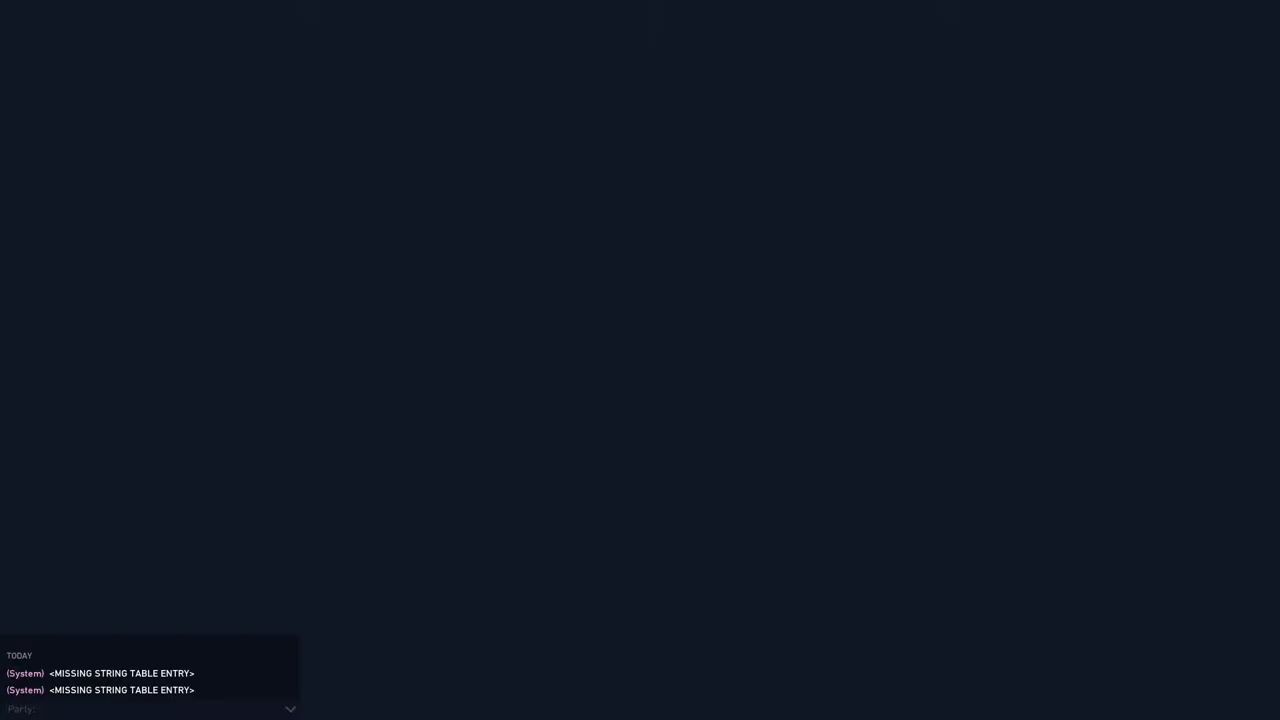 TODAY
(System) <MISSING STRING TABLE ENTRY>
(System) <MISSING STRING TABLE ENTRY>
Party: